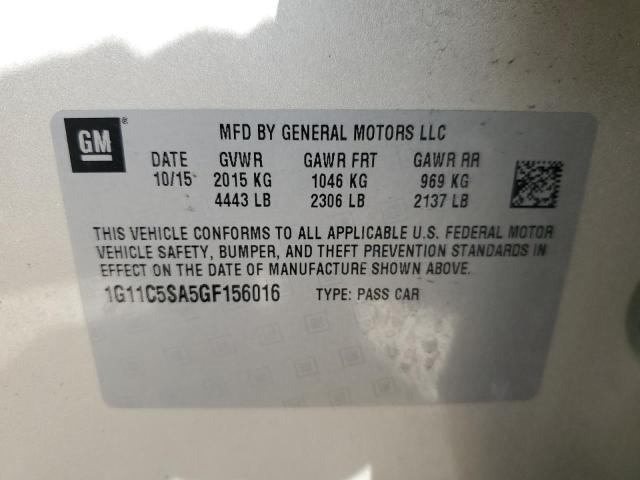 GM®
MFD BY GENERAL MOTORS LLC
DATE GVWR GAWR FRT GAWR RR
10/15 2015 KG 1046 KG 969 KG
4443 LB 2306 LB 2137 LB
THIS VEHICLE CONFORMS TO ALL APPLICABLE U.S. FEDERAL MOTOR
VEHICLE SAFETY, BUMPER, AND THEFT PREVENTION STANDARDS IN
EFFECT ON THE DATE OF MANUFACTURE SHOWN ABOVE.
1G11C5SA5GF156016 TYPE: PASS CAR